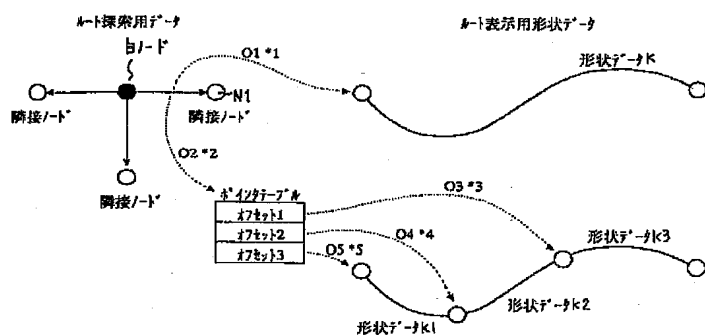 ルート探索用データ
自ノード
隣接ノード
N1
隣接ノード
隣接ノード
ルート表示用形状データ
O1 *1
形状データK
O2 *2
ポインタテーブル
オフセット1
オフセット2
オフセット3
O3 *3
O4 *4
O5 *5
形状データK3
形状データK2
形状データK1